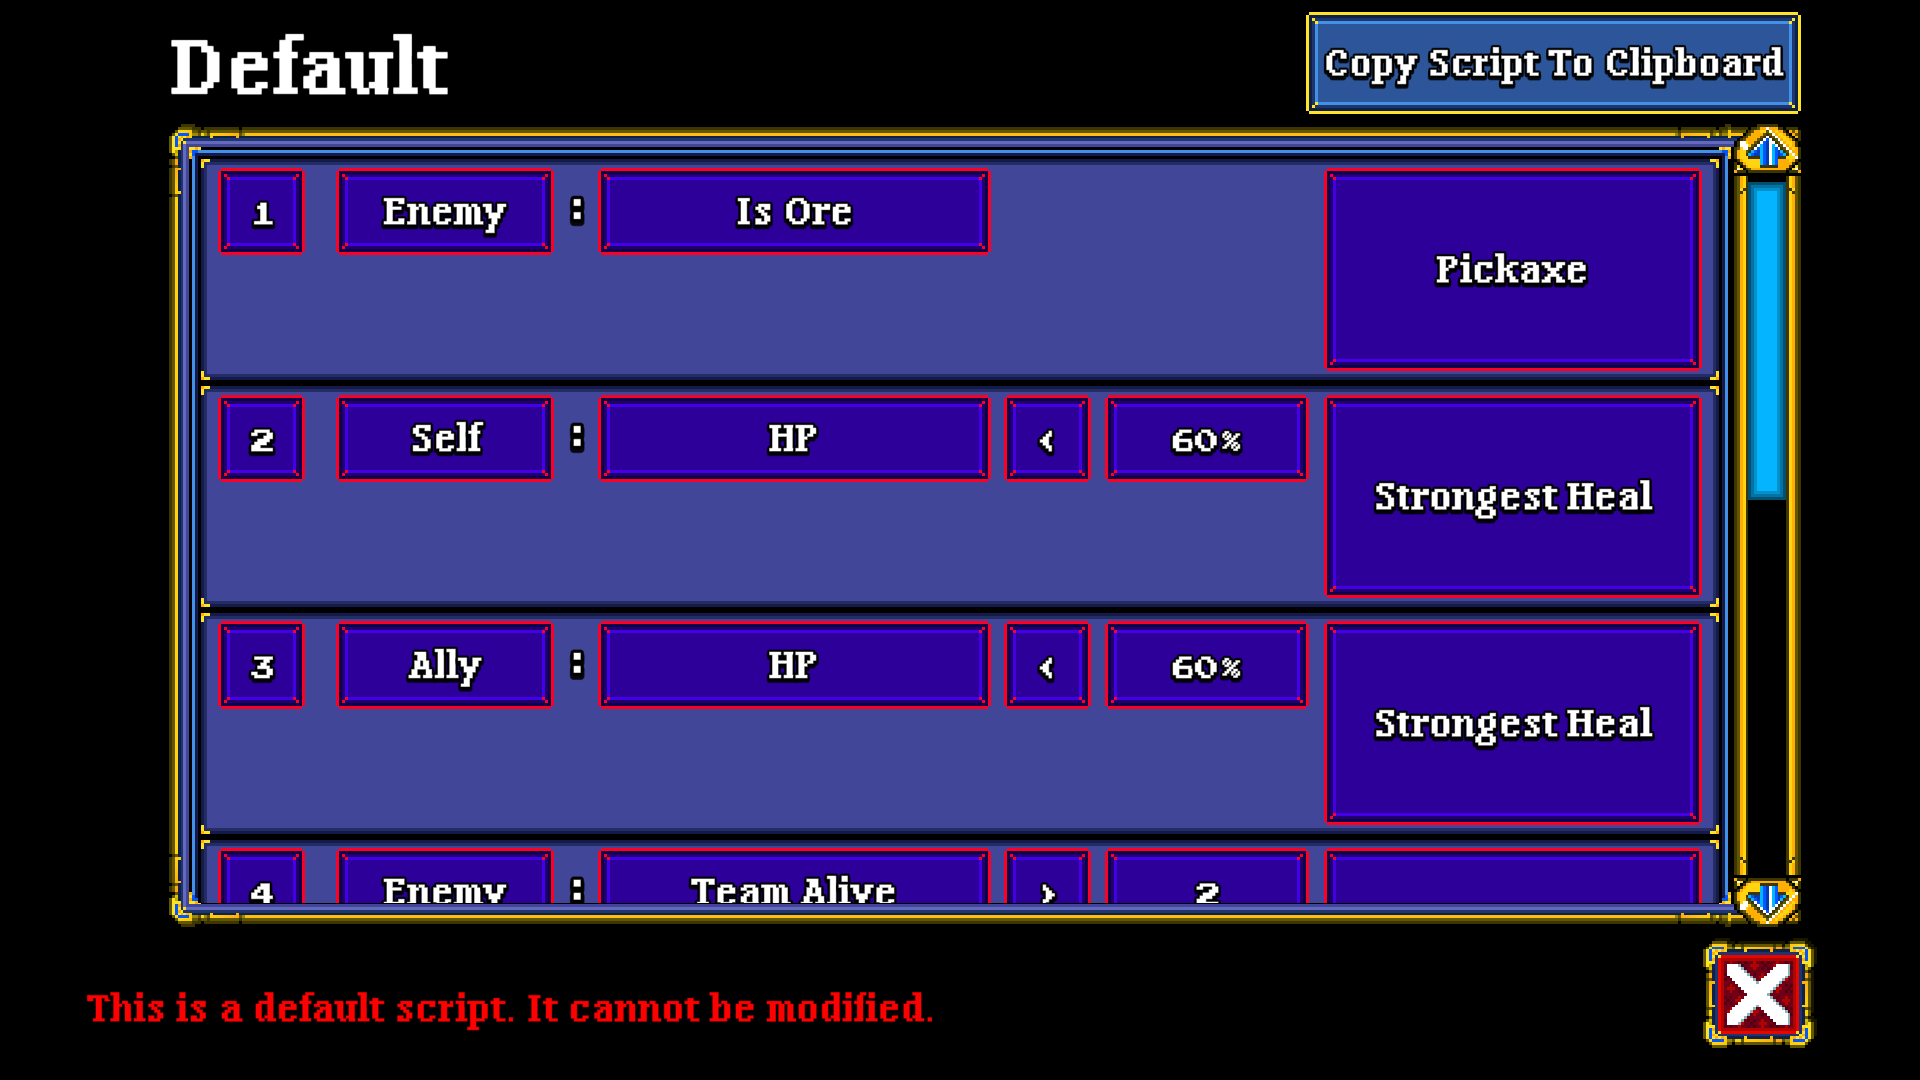 Default
Copy Script To Clipboard
1 Enemy : Is Ore Pickaxe
2 Self : HP < 60% Strongest Heal
3 Ally : HP < 60% Strongest Heal
4 Enemy : Team Alive > 2
This is a default script. It cannot be modified.